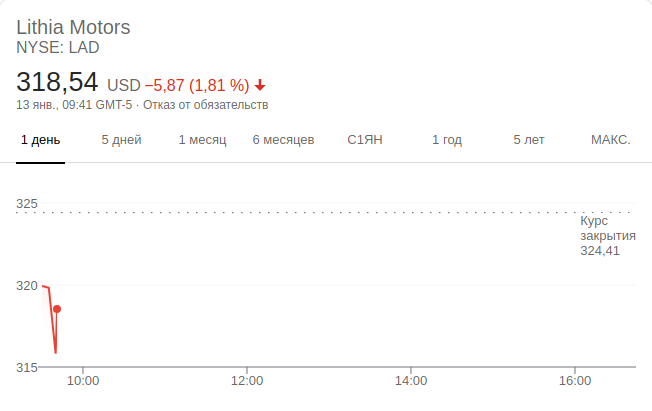 Lithia Motors
NYSE: LAD
318,54 USD −5,87 (1,81 %)
13 янв., 09:41 GMT-5 · Отказ от обязательств
1 день 5 дней 1 месяц 6 месяцев С1ЯН 1 год 5 лет МАКС.
325
Курс
закрытия
324,41
320
315
10:00 12:00 14:00 16:00